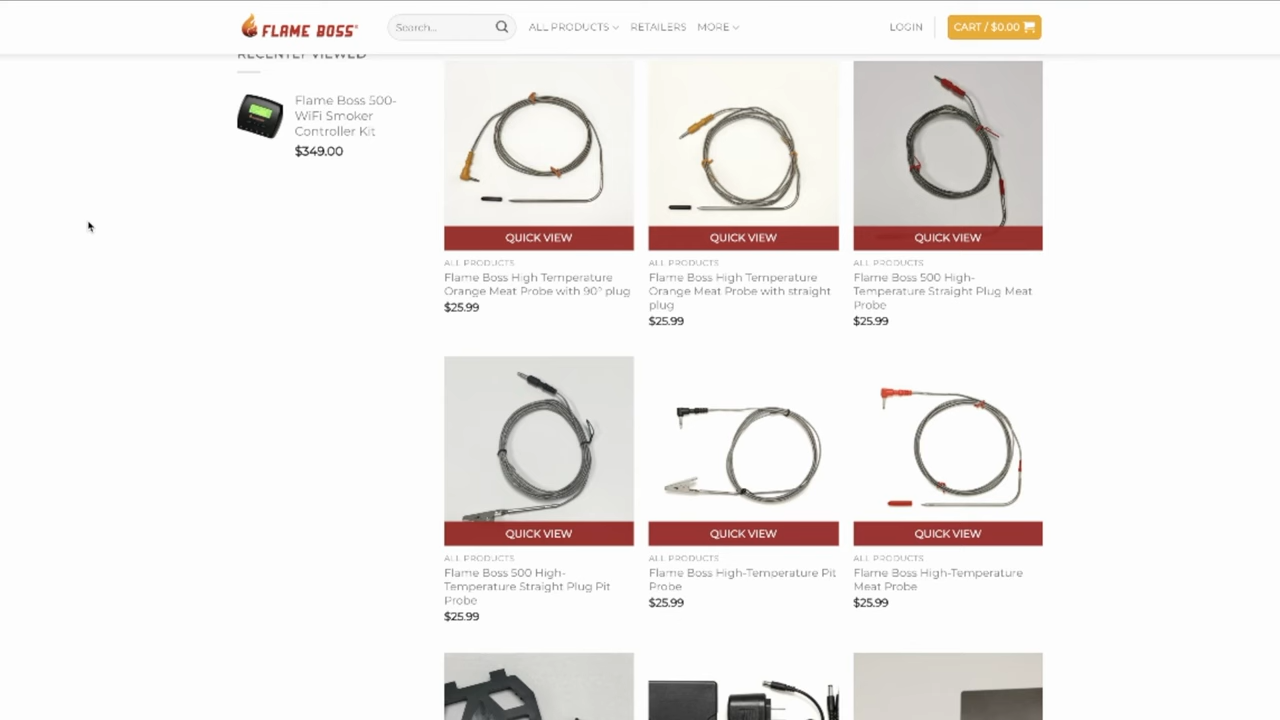 FLAME BOSS®
Search...
ALL PRODUCTS
RETAILERS
MORE
LOGIN
CART / $0.00
RECENTLY VIEWED
Flame Boss 500-
WiFi Smoker
Controller Kit
$349.00
QUICK VIEW
QUICK VIEW
QUICK VIEW
ALL PRODUCTS
Flame Boss High Temperature
Orange Meat Probe with 90° plug
$25.99
ALL PRODUCTS
Flame Boss High Temperature
Orange Meat Probe with straight
plug
$25.99
ALL PRODUCTS
Flame Boss 500 High-
Temperature Straight Plug Meat
Probe
$25.99
QUICK VIEW
QUICK VIEW
QUICK VIEW
ALL PRODUCTS
Flame Boss 500 High-
Temperature Straight Plug Pit
Probe
$25.99
ALL PRODUCTS
Flame Boss High-Temperature Pit
Probe
$25.99
ALL PRODUCTS
Flame Boss High-Temperature
Meat Probe
$25.99